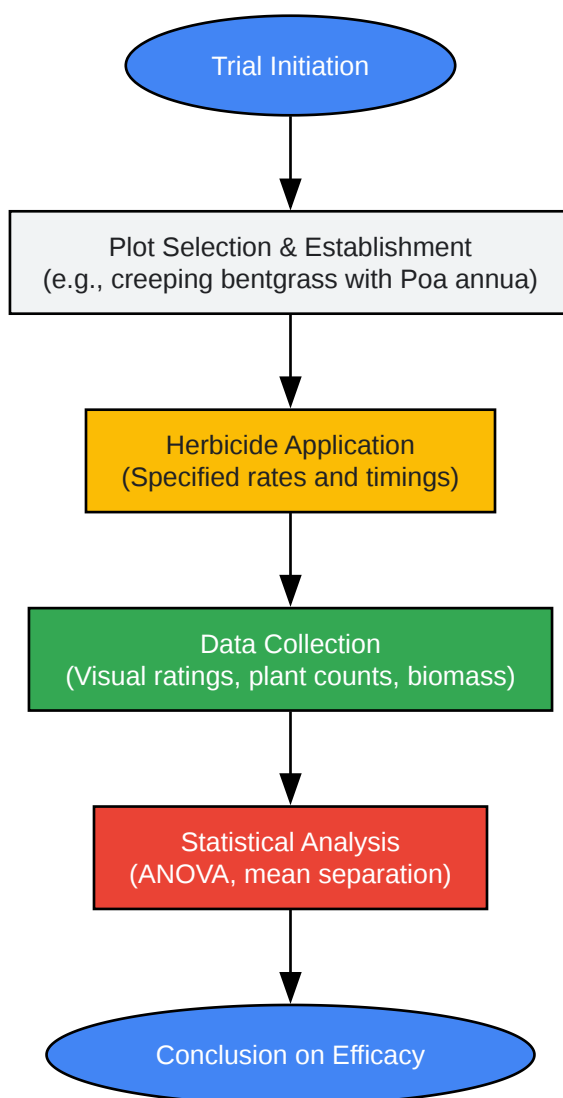 Trial Initiation
Plot Selection & Establishment
(e.g., creeping bentgrass with Poa annua)
Herbicide Application
(Specified rates and timings)
Data Collection
(Visual ratings, plant counts, biomass)
Statistical Analysis
(ANOVA, mean separation)
Conclusion on Efficacy